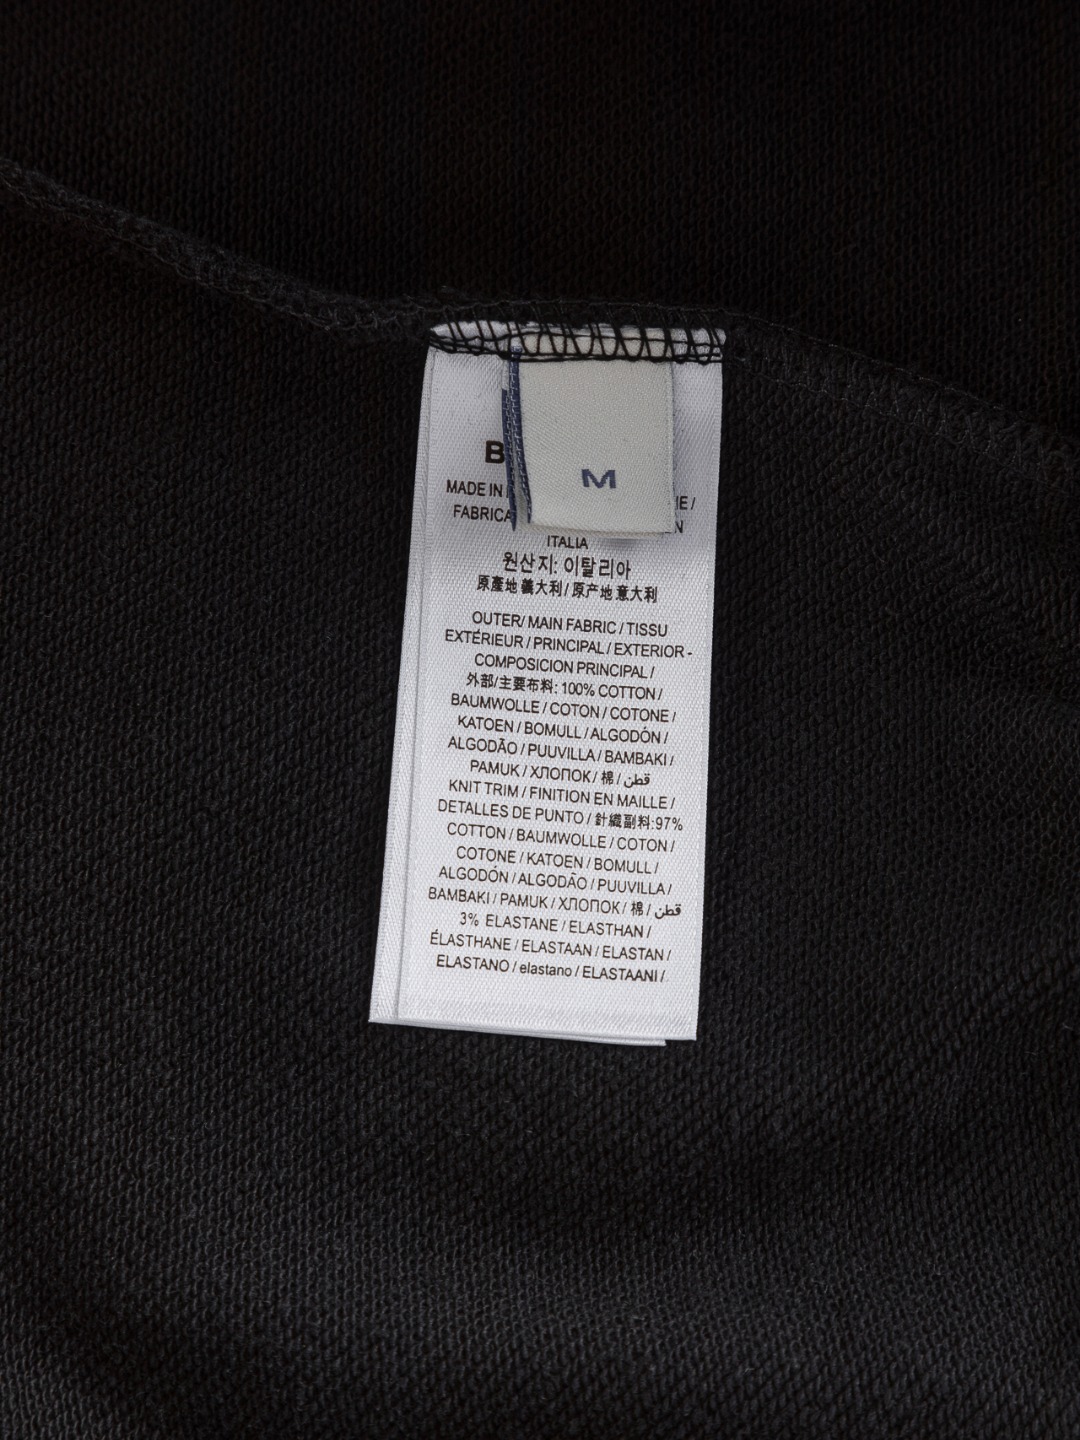 M
B
MADE IN
FABRICA
ITALIA
원산지: 이탈리아
原產地 義大利 / 原产地 意大利
OUTER/ MAIN FABRIC / TISSU
EXTÉRIEUR / PRINCIPAL / EXTERIOR -
COMPOSICION PRINCIPAL /
外部/主要布料: 100% COTTON /
BAUMWOLLE / COTON / COTONE /
KATOEN / BOMULL / ALGODÓN /
ALGODÃO / PUUVILLA / BAMBAKI /
PAMUK / ХЛОПОК / 棉 / قطن
KNIT TRIM / FINITION EN MAILLE /
DETALLES DE PUNTO / 針織副料: 97%
COTTON / BAUMWOLLE / COTON /
COTONE / KATOEN / BOMULL /
ALGODÓN / ALGODÃO / PUUVILLA /
BAMBAKI / PAMUK / ХЛОПОК / 棉 / قطن
3% ELASTANE / ELASTHAN /
ÉLASTHANE / ELASTAAN / ELASTAN /
ELASTANO / elastano / ELASTAANI /